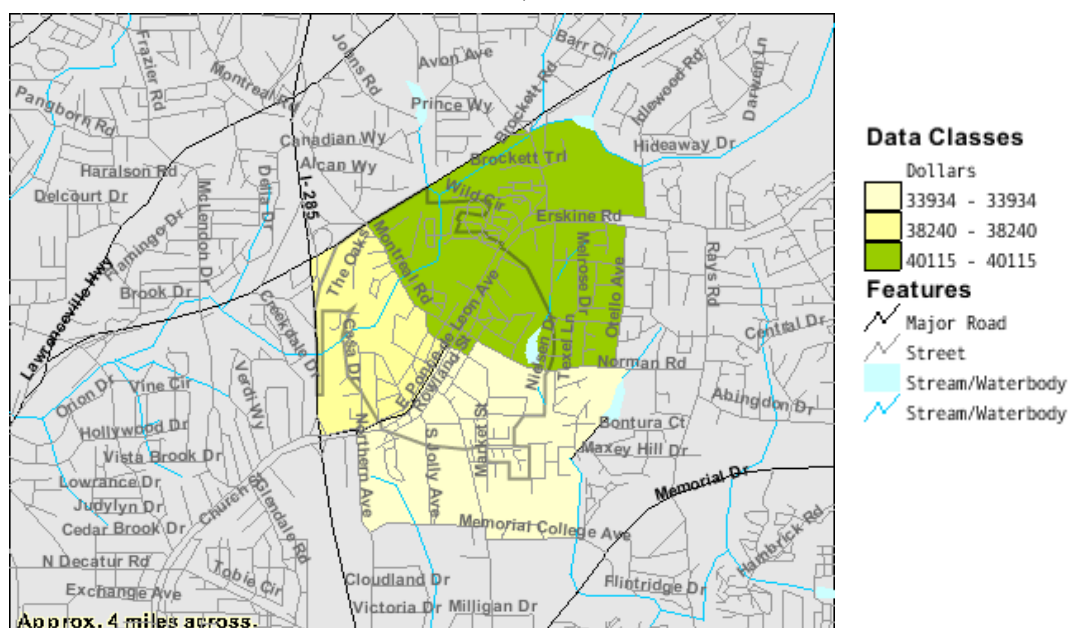 Frazier Rd
Johns Rd
Avon Ave
Barr Cir
Darwen Ln
Montreal Rd
Idlewood Rd
Pangborn Rd
Prince Wy
Brockett Rd
Canadian Wy
Hideaway Dr
Haralson Rd
Alcan Wy
Brockett Trl
Delcourt Dr
Delta Dr
I-285
Wild Cir
McLendon Dr
Flamingo Dr
Erskine Rd
The Oaks
Montreal Rd
Melrose Dr
Rays Rd
Lawrenceville Hwy
Brook Dr
Otello Ave
Creekdale Dr
Casa Dr
E Ponce de Leon Ave
Rowland St
Nielsen Dr
Texel Ln
Central Dr
Norman Rd
Orion Dr
Vine Cir
Verdi Wy
Abingdon Dr
Hollywood Dr
Northern Ave
S Jolly Ave
Market St
Bontura Ct
Vista Brook Dr
Maxey Hill Dr
Lowrance Dr
Church St
Glendale Rd
Memorial Dr
Judylyn Dr
Cedar Brook Dr
Memorial College Ave
Hambrick Rd
N Decatur Rd
Tobie Cir
Cloudland Dr
Flintridge Dr
Exchange Ave
Victoria Dr
Milligan Dr
Approx. 4 miles across.
Data Classes
Dollars
33934 - 33934
38240 - 38240
40115 - 40115
Features
Major Road
Street
Stream/Waterbody
Stream/Waterbody